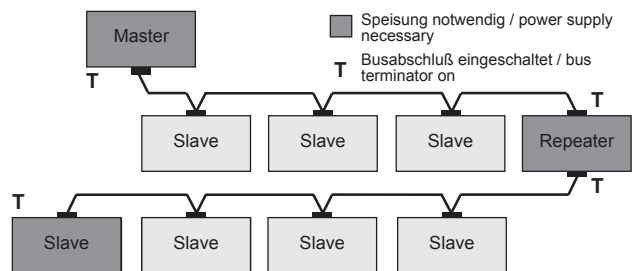 Master
Speisung notwendig / power supply
necessary
T
T
Busabschluß eingeschaltet / bus
terminator on
T
Slave
Slave
Slave
Repeater
T
T
Slave
Slave
Slave
Slave